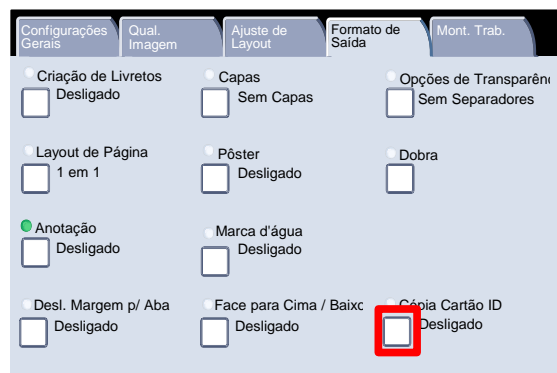 Configurações Gerais
Qual. Imagem
Ajuste de Layout
Formato de Saída
Mont. Trab.
Criação de Livretos
Desligado
Capas
Sem Capas
Opções de Transparên
Sem Separadores
Layout de Página
1 em 1
Pôster
Desligado
Dobra
Anotação
Desligado
Marca d'água
Desligado
Desl. Margem p/ Aba
Desligado
Face para Cima / Baixo
Desligado
Cópia Cartão ID
Desligado